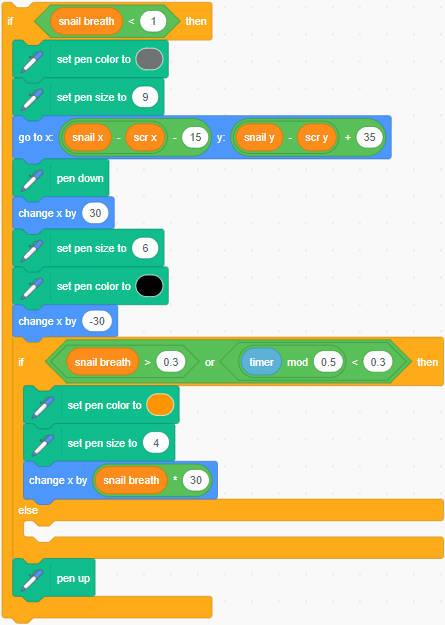 if snail breath < 1 then
set pen color to
set pen size to 9
go to x: snail x - scr x - 15 y: snail y - scr y + 35
pen down
change x by 30
set pen size to 6
set pen color to
change x by -30
if snail breath > 0.3 or timer mod 0.5 < 0.3 then
set pen color to
set pen size to 4
change x by snail breath * 30
else
pen up